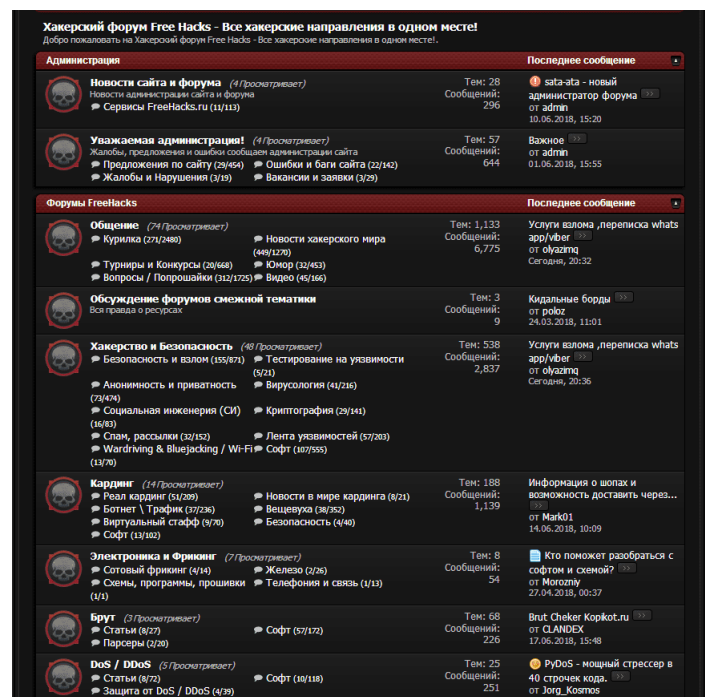 Хакерский форум Free Hacks - Все хакерские направления в одном месте!
Добро пожаловать на Хакерский форум Free Hacks - Все хакерские направления в одном месте!.
Администрация Последнее сообщение
Новости сайта и форума (4 Просматривает)
Новости администрации сайта и форума
Сервисы FreeHacks.ru (11/113)
Тем: 28
Сообщений:
296
sata-ata - новый
администратор форума >>
от admin
10.06.2018, 15:20
Уважаемая администрация! (4 Просматривает)
Жалобы, предложения и ошибки сообщаем администрации сайта
Предложения по сайту (29/454) Ошибки и баги сайта (22/142)
Жалобы и Нарушения (3/19) Вакансии и заявки (3/29)
Тем: 57
Сообщений:
644
Важное >>
от admin
01.06.2018, 15:55
Форумы FreeHacks Последнее сообщение
Общение (74 Просматривает)
Курилка (271/2480) Новости хакерского мира
(449/1270)
Турниры и Конкурсы (20/668) Юмор (32/453)
Вопросы / Попрошайки (312/1725) Видео (45/166)
Тем: 1,133
Сообщений:
6,775
Услуги взлома ,переписка whats
app/viber >>
от olyazimq
Сегодня, 20:32
Обсуждение форумов смежной тематики
Вся правда о ресурсах
Тем: 3
Сообщений:
9
Кидальные борды >>
от poloz
24.03.2018, 11:01
Хакерство и Безопасность (48 Просматривает)
Безопасность и взлом (155/871) Тестирование на уязвимости
(5/21)
Анонимность и приватность Вирусология (41/216)
(73/474)
Социальная инженерия (СИ) Криптография (29/141)
(16/83)
Спам, рассылки (32/152) Лента уязвимостей (57/203)
Wardriving & Bluejacking / Wi-Fi Софт (107/555)
(13/70)
Тем: 538
Сообщений:
2,837
Услуги взлома ,переписка whats
app/viber >>
от olyazimq
Сегодня, 20:36
Кардинг (14 Просматривает)
Реал кардинг (51/209) Новости в мире кардинга (8/21)
Ботнет \ Трафик (37/236) Вещевуха (38/352)
Виртуальный стафф (9/70) Безопасность (4/40)
Софт (13/102)
Тем: 188
Сообщений:
1,139
Информация о шопах и
возможность доставить через...
>>
от Mark01
14.06.2018, 10:09
Электроника и Фрикинг (7 Просматривает)
Сотовый фрикинг (4/14) Железо (2/26)
Схемы, программы, прошивки Телефония и связь (1/13)
(1/1)
Тем: 8
Сообщений:
54
Кто поможет разобраться с
софтом и схемой? >>
от Morozniy
27.04.2018, 00:37
Брут (3 Просматривает)
Статьи (8/27) Софт (57/172)
Парсеры (2/20)
Тем: 68
Сообщений:
226
Brut Cheker Kopikot.ru >>
от CLANDEX
17.06.2018, 15:48
DoS / DDoS (5 Просматривает)
Статьи (8/72) Софт (10/118)
Защита от DoS / DDoS (4/39)
Тем: 25
Сообщений:
251
PyDoS - мощный стрессер в
40 строчек кода. >>
от Jorg_Kosmos